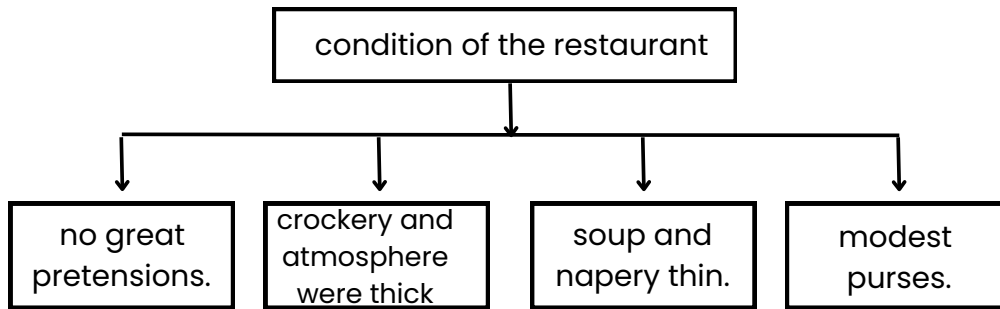 condition of the restaurant
no great
pretensions.
crockery and
atmosphere
were thick
soup and
napery thin.
modest
purses.